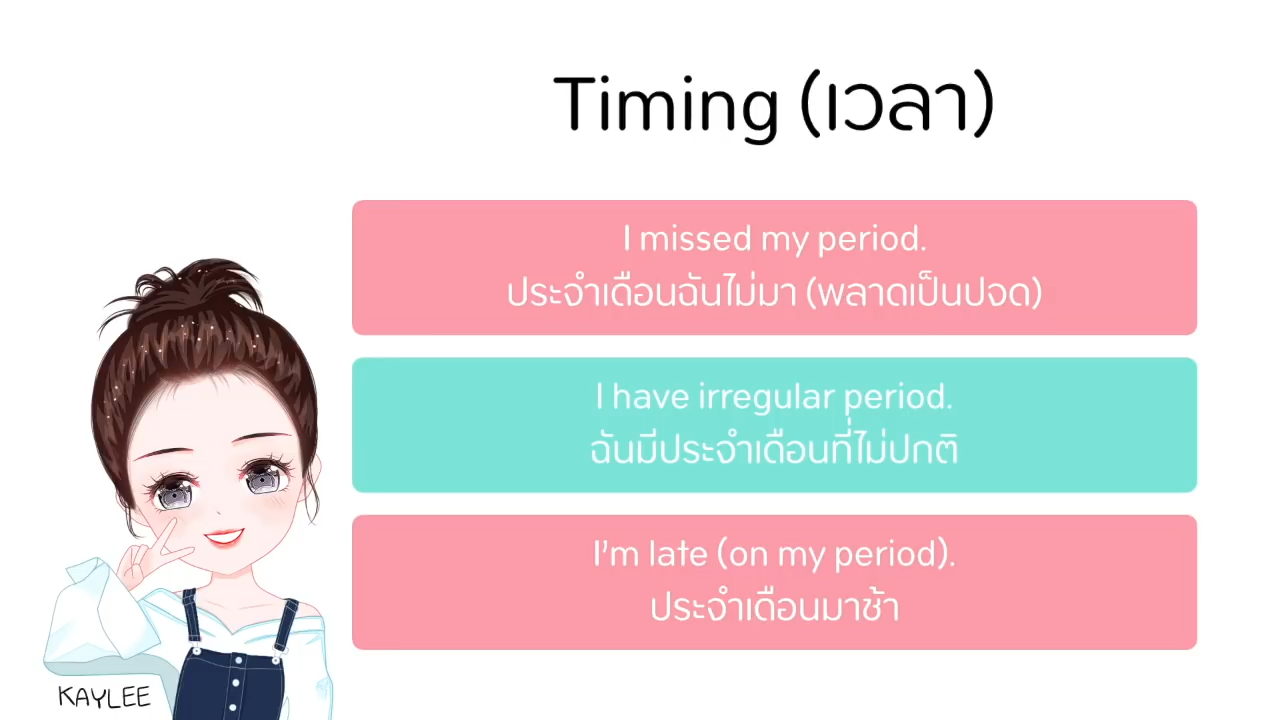 Timing (เวลา)
I missed my period.
ประจำเดือนฉันไม่มา (พลาดเป็นปจด)
I have irregular period.
ฉันมีประจำเดือนที่ไม่ปกติ
I'm late (on my period).
ประจำเดือนมาช้า
KAYLEE